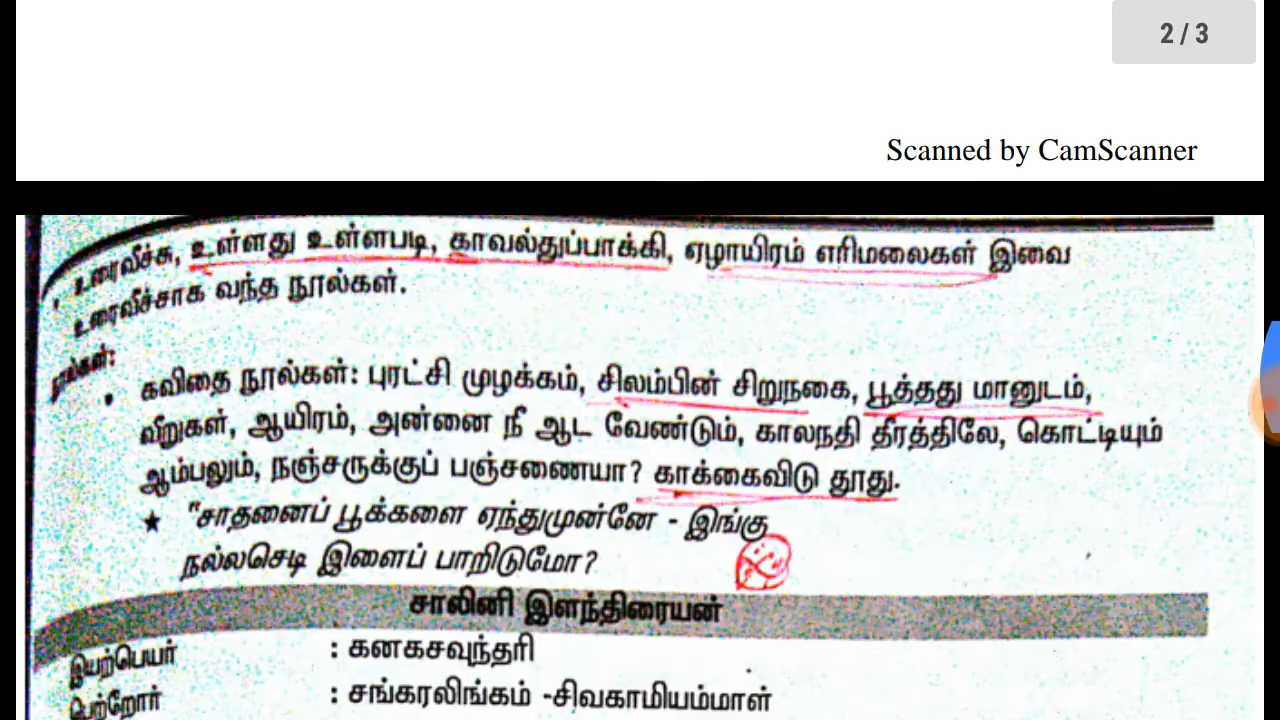 2 / 3
Scanned by CamScanner
உரைவீச்சு, உள்ளது உள்ளபடி, காவல்துப்பாக்கி, ஏழாயிரம் எரிமலைகள் இவை
உரைவீச்சாக வந்த நூல்கள்.
நூல்கள்:
• கவிதை நூல்கள்: புரட்சி முழக்கம், சிலம்பின் சிறுநகை, பூத்தது மானுடம்,
வீறுகள், ஆயிரம், அன்னை நீ ஆட வேண்டும், காலநதி தீரத்திலே, கொட்டியும்
ஆம்பலும், நஞ்சருக்குப் பஞ்சணையா? காக்கைவிடு தூது.
★ "சாதனைப் பூக்களை ஏந்துமுன்னே - இங்கு
நல்லசெடி இளைப் பாறிடுமோ?
சாலினி இளந்திரையன்
இயற்பெயர் : கனகசவுந்தரி
பெற்றோர் : சங்கரலிங்கம் -சிவகாமியம்மாள்